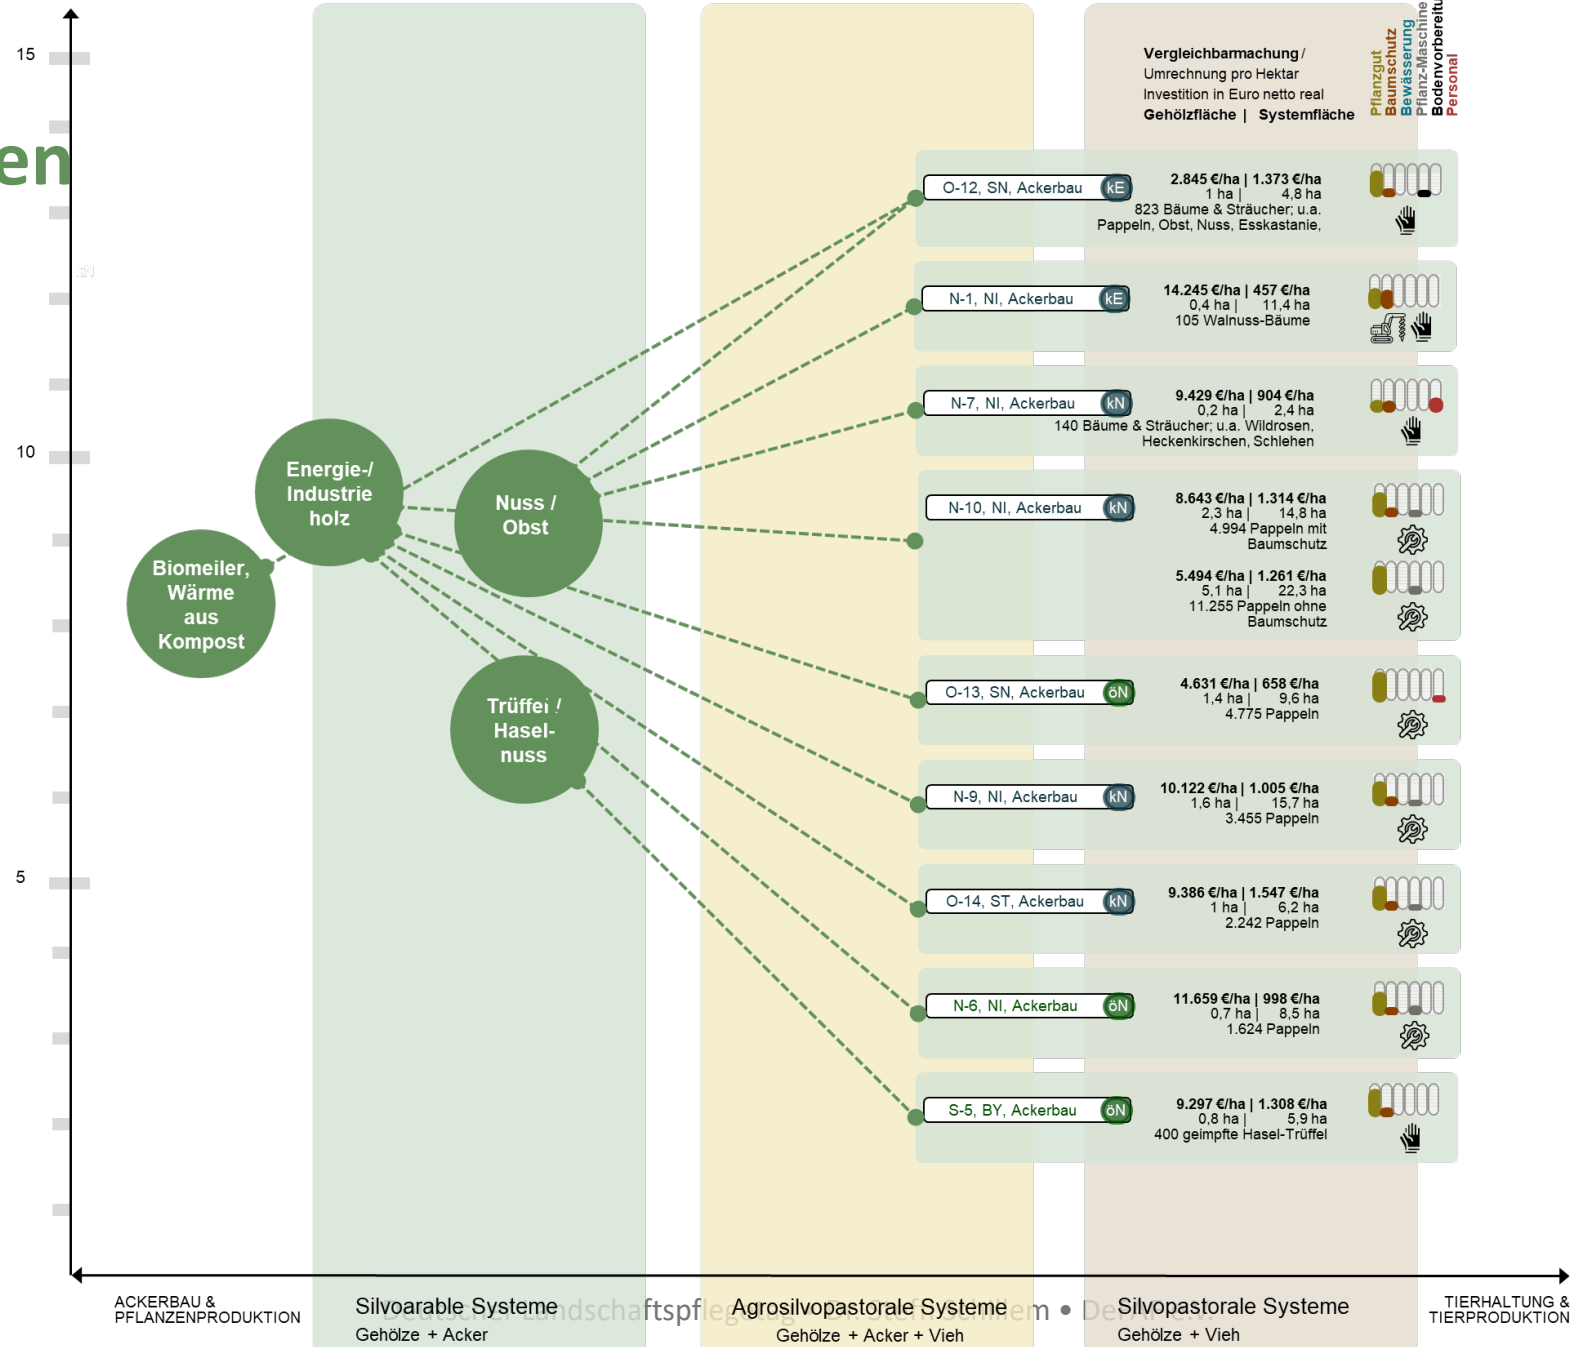 15
10
5
en
Vergleichbarmachung /
Umrechnung pro Hektar
Investition in Euro netto real
Gehölzfläche | Systemfläche
Pflanzgut
Baumschutz
Bewässerung
Pflanz-Maschine
Personal
O-12, SN, Ackerbau kE
2.845 €/ha | 1.373 €/ha
1 ha | 4,8 ha
823 Bäume & Sträucher; u.a.
Pappeln, Obst, Nuss, Esskastanie,
N-1, NI, Ackerbau kE
14.245 €/ha | 457 €/ha
0,4 ha | 11,4 ha
105 Walnuss-Bäume
N-7, NI, Ackerbau kN
9.429 €/ha | 904 €/ha
0,2 ha | 2,4 ha
140 Bäume & Sträucher; u.a. Wildrosen,
Heckenkirschen, Schlehen
N-10, NI, Ackerbau kN
8.643 €/ha | 1.314 €/ha
2,3 ha | 14,8 ha
4.994 Pappeln mit
Baumschutz
5.494 €/ha | 1.261 €/ha
5,1 ha | 22,3 ha
11.255 Pappeln ohne
Baumschutz
O-13, SN, Ackerbau öN
4.631 €/ha | 658 €/ha
1,4 ha | 9,6 ha
4.775 Pappeln
N-9, NI, Ackerbau kN
10.122 €/ha | 1.005 €/ha
1,6 ha | 15,7 ha
3.455 Pappeln
O-14, ST, Ackerbau kN
9.386 €/ha | 1.547 €/ha
1 ha | 6,2 ha
2.242 Pappeln
N-6, NI, Ackerbau öN
11.659 €/ha | 998 €/ha
0,7 ha | 8,5 ha
1.624 Pappeln
S-5, BY, Ackerbau öN
9.297 €/ha | 1.308 €/ha
0,8 ha | 5,9 ha
400 geimpfte Hasel-Trüffel
Energie-/
Industrie
holz
Nuss /
Obst
Biomeiler,
Wärme
aus
Kompost
Trüffel /
Hasel-
nuss
ACKERBAU &
PFLANZENPRODUKTION
Silvoarable Systeme
Gehölze + Acker
Agrosilvopastorale Systeme
Gehölze + Acker + Vieh
Silvopastorale Systeme
Gehölze + Vieh
TIERHALTUNG &
TIERPRODUKTION
Deutscher Landschaftspflegetag